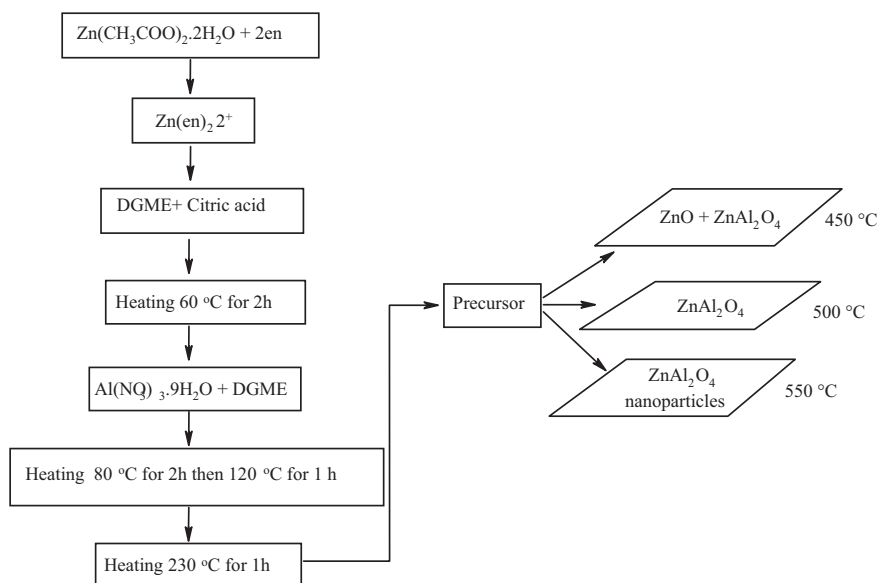 Zn(CH₃COO)₂.2H₂O + 2en
Zn(en)₂ 2⁺
DGME+ Citric acid
Heating 60 °C for 2h
Al(NO₃) ₃.9H₂O + DGME
Heating 80 °C for 2h then 120 °C for 1 h
Heating 230 °C for 1h
Precursor
ZnO + ZnAl₂O₄
450 °C
ZnAl₂O₄
500 °C
ZnAl₂O₄
nanoparticles
550 °C